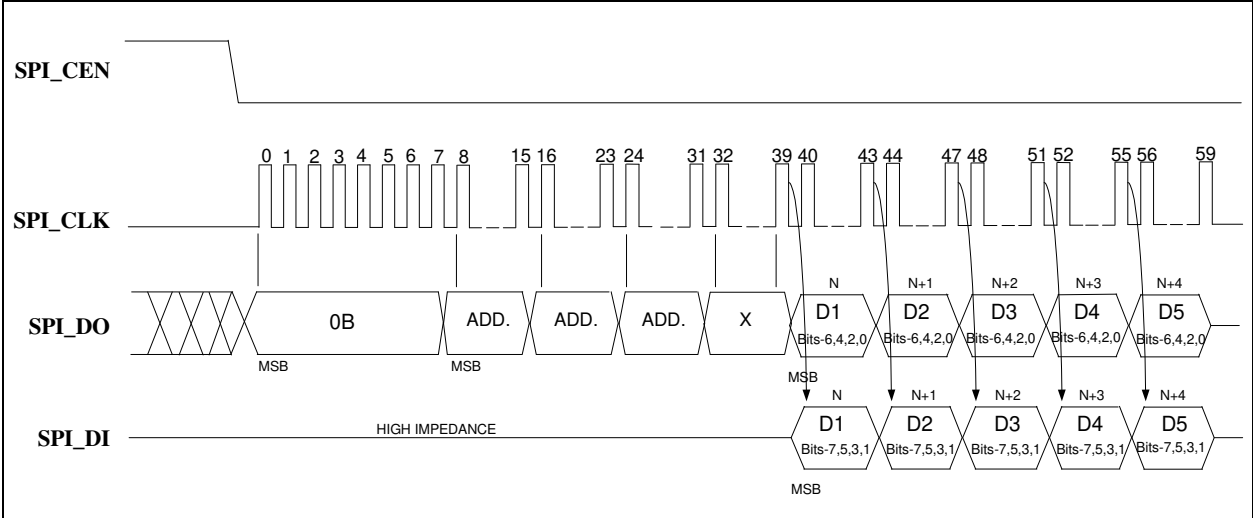 SPI_CEN
0 1 2 3 4 5 6 7 8 15 16 23 24 31 32 39 40 43 44 47 48 51 52 55 56 59
SPI_CLK
N N+1 N+2 N+3 N+4
SPI_DO 0B ADD. ADD. ADD. X D1 D2 D3 D4 D5
Bits-6,4,2,0 Bits-6,4,2,0 Bits-6,4,2,0 Bits-6,4,2,0 Bits-6,4,2,0
MSB MSB MSB
N N+1 N+2 N+3 N+4
SPI_DI HIGH IMPEDANCE D1 D2 D3 D4 D5
Bits-7,5,3,1 Bits-7,5,3,1 Bits-7,5,3,1 Bits-7,5,3,1 Bits-7,5,3,1
MSB